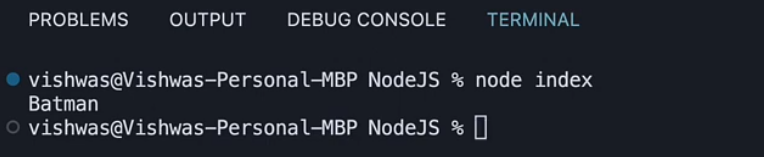 PROBLEMS OUTPUT DEBUG CONSOLE TERMINAL
vishwas@Vishwas-Personal-MBP NodeJS % node index
Batman
vishwas@Vishwas-Personal-MBP NodeJS %